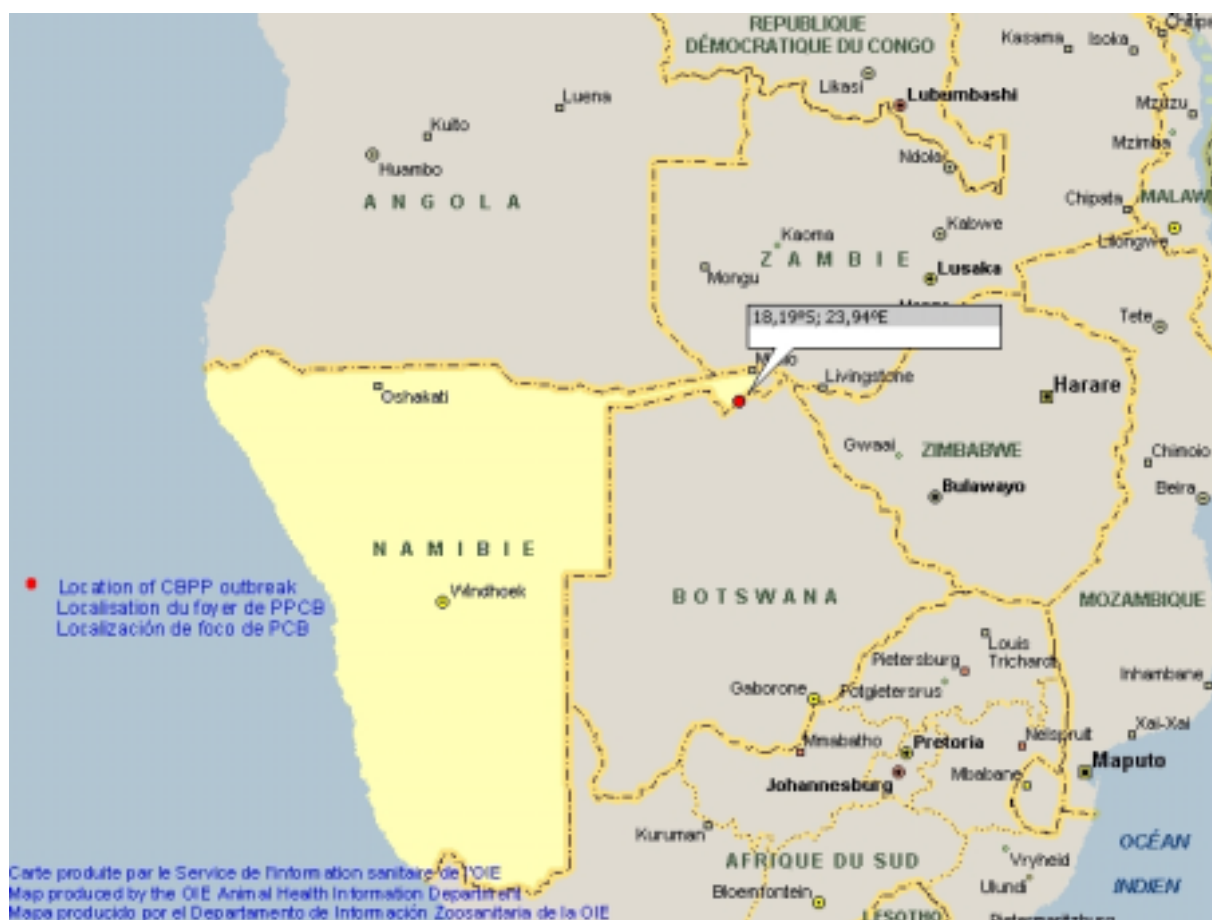 REPUBLIQUE
DÉMOCRATIQUE DU CONGO
Kasama
Isoka
Likasi
Lubumbashi
Luena
Mzuzu
Kuito
Mzimba
Huambo
Ndola
ANGOLA
Chipata
MALAW
Kabwe
Kaoma
Lilongwe
ZAMBIE
Mongu
Lusaka
18,19ºS; 23,94ºE
Tete
Livingstone
Oshakati
Harare
Gwaai
ZIMBABWE
Chimoio
Bulawayo
Beira
NAMIBIE
Location of CBPP outbreak
Localisation du foyer de PPCB
Localización de foco de PCB
Windhoek
BOTSWANA
MOZAMBIQUE
Louis
Trichardt
Pietersburg
Inhambane
Gaborone
Potgietersrus
Xai-Xai
Mmabatho
Pretoria
Nelspruit
Maputo
Johannesburg
Mbabane
Kuruman
OCÉAN
INDIEN
AFRIQUE DU SUD
Vryheid
Ulundi
Bloemfontein
LESOTHO
Pietermaritzburg
Carte produite par le Service de l'Information sanitaire de l'OIE
Map produced by the OIE Animal Health Information Department
Mapa producido por el Departamento de Información Zoosanitaria de la OIE